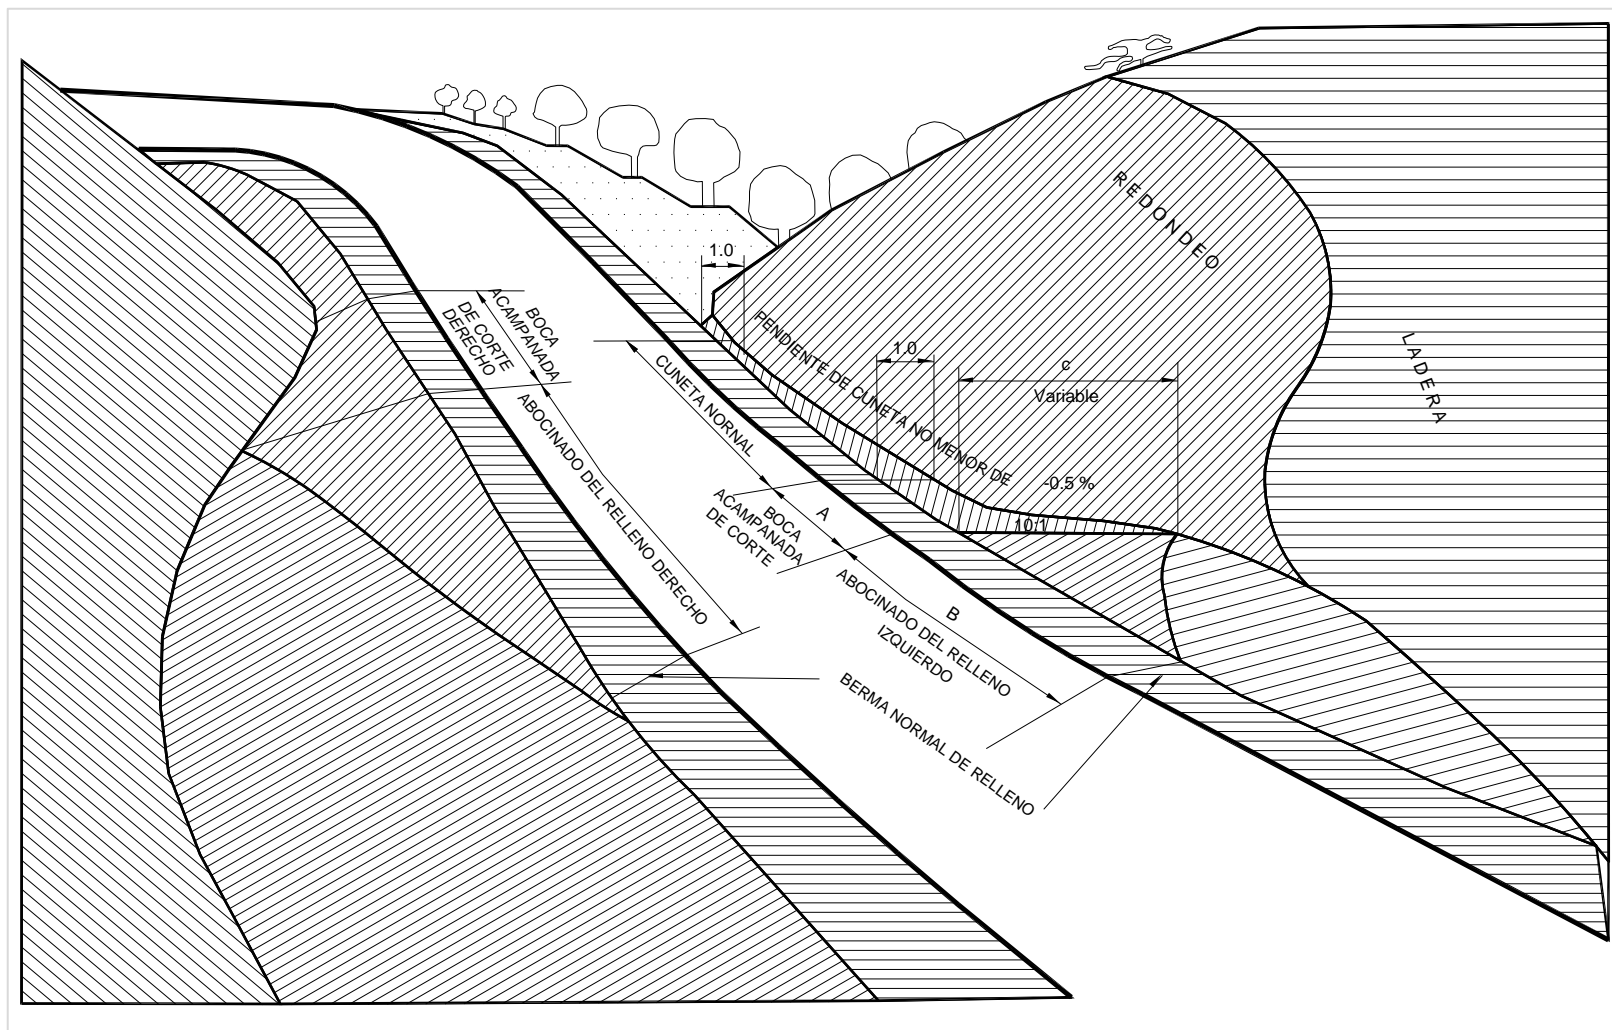 REDONDEO
1.0
BOCA
ACAMPANADA
DE CORTE
DERECHO
PENDIENTE DE CUNETA NO MENOR DE
-0.5 %
1.0
c
Variable
LADERA
CUNETA NORNAL
ABOCINADO DEL RELLENO DERECHO
A
BOCA
ACAMPANADA
DE CORTE
10:1
B
ABOCINADO DEL RELLENO
IZQUIERDO
BERMA NORMAL DE RELLENO